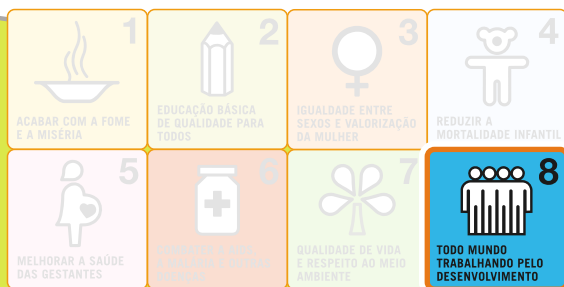 1
ACABAR COM A FOME
E A MISÉRIA
2
EDUCAÇÃO BÁSICA
DE QUALIDADE PARA
TODOS
3
IGUALDADE ENTRE
SEXOS E VALORIZAÇÃO
DA MULHER
4
REDUZIR A
MORTALIDADE INFANTIL
5
MELHORAR A SAÚDE
DAS GESTANTES
6
7
QUALIDADE DE VIDA
E RESPEITO AO MEIO
AMBIENTE
8
TODO MUNDO
TRABALHANDO PELO
DESENVOLVIMENTO